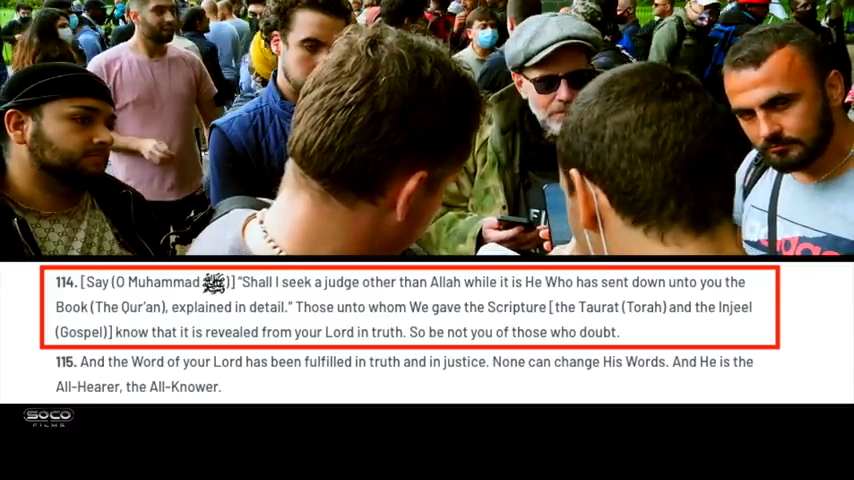 114. [Say (O Muhammad ﷺ)] "Shall I seek a judge other than Allah while it is He Who has sent down unto you the
Book (The Qur'an), explained in detail." Those unto whom We gave the Scripture [the Taurat (Torah) and the Injeel
(Gospel)] know that it is revealed from your Lord in truth. So be not you of those who doubt.
115. And the Word of your Lord has been fulfilled in truth and in justice. None can change His Words. And He is the
All-Hearer, the All-Knower.
SOCO
FILMS